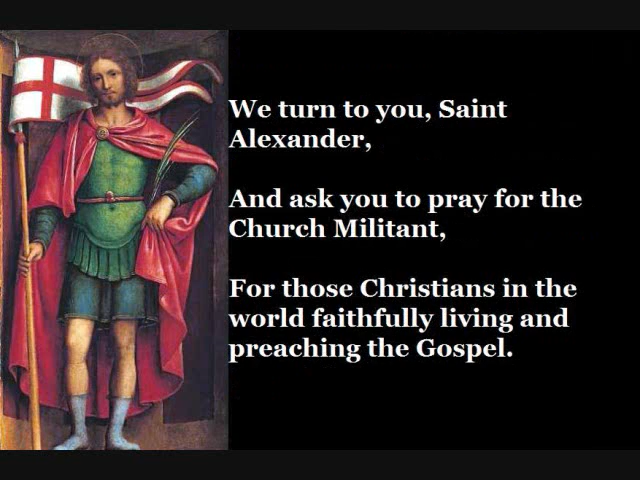 We turn to you, Saint
Alexander,
And ask you to pray for the
Church Militant,
For those Christians in the
world faithfully living and
preaching the Gospel.